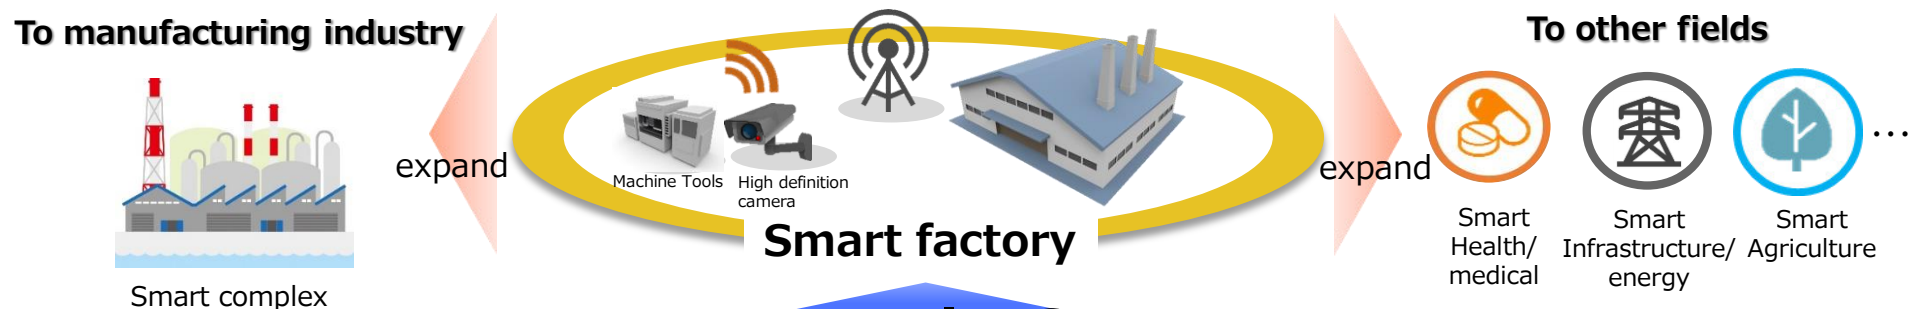 To manufacturing industry
expand
Smart complex
Machine Tools
High definition
camera
Smart factory
To other fields
expand
Smart
Health/
medical
Smart
Infrastructure/
energy
Smart
Agriculture
...